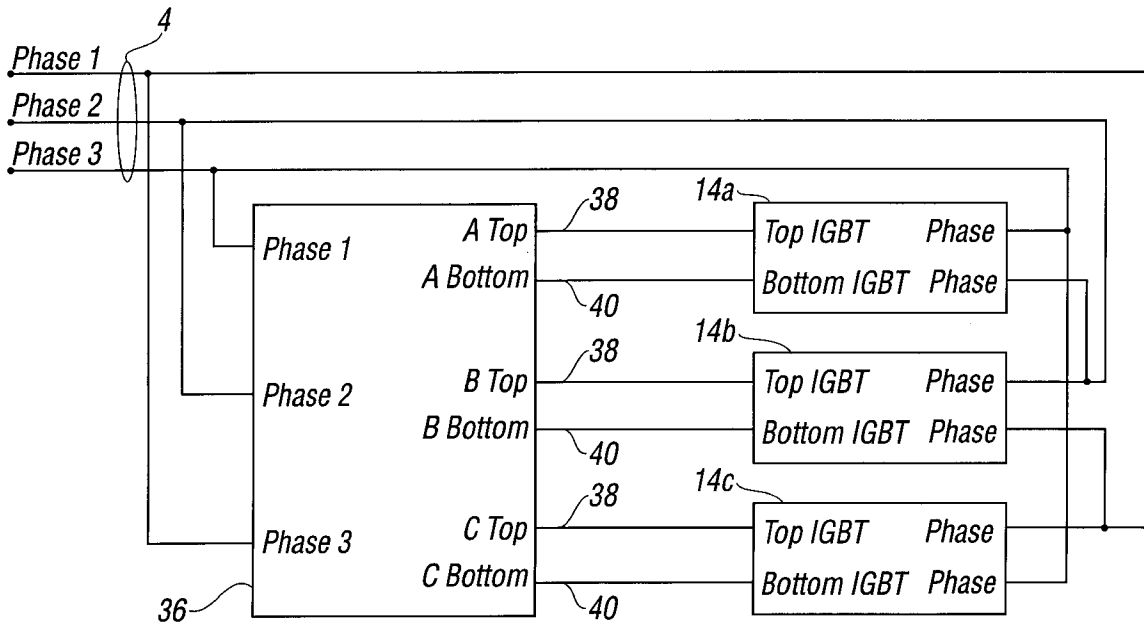 4
Phase 1
Phase 2
Phase 3
14a
38
A Top
Top IGBT Phase
Phase 1
A Bottom
Bottom IGBT Phase
40
14b
38
B Top
Top IGBT Phase
Phase 2
B Bottom
Bottom IGBT Phase
40
14c
38
C Top
Top IGBT Phase
Phase 3
C Bottom
Bottom IGBT Phase
36
40